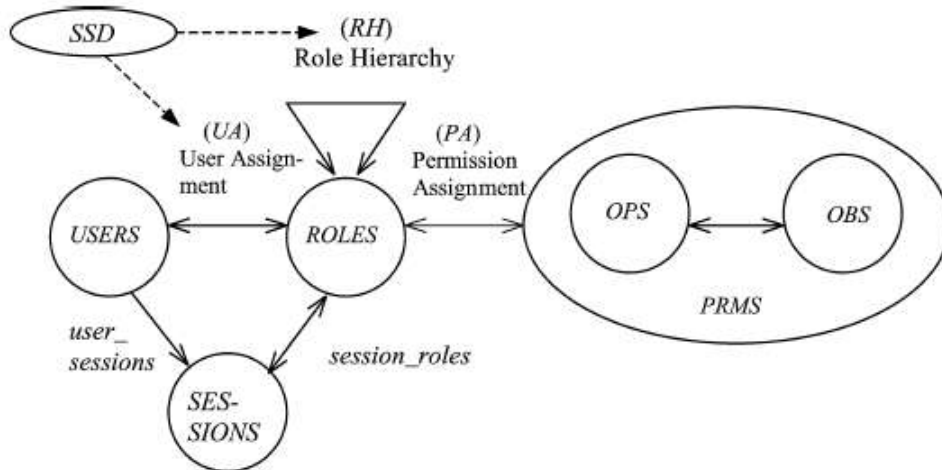 SSD
(RH)
Role Hierarchy
(UA)
User Assign-
ment
(PA)
Permission
Assignment
USERS
ROLES
OPS
OBS
PRMS
user_
sessions
session_roles
SES-
SIONS